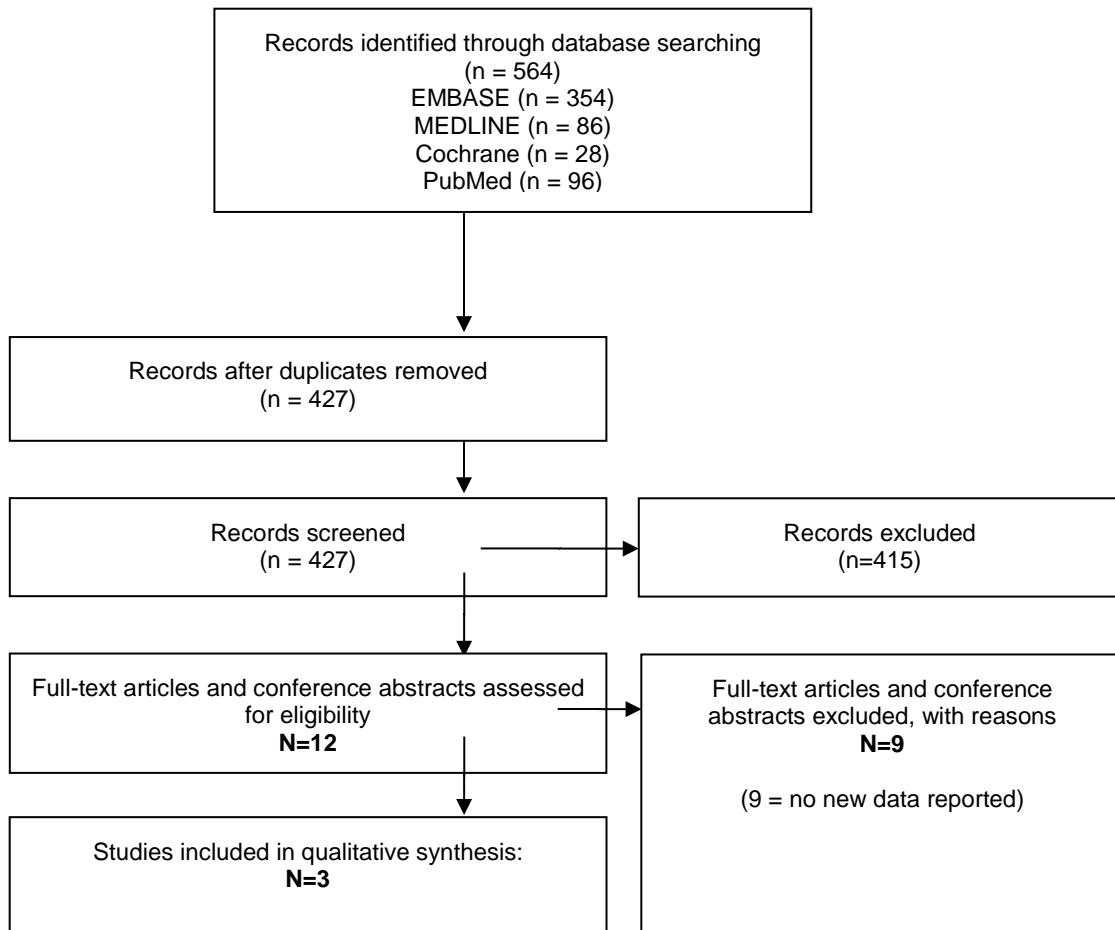 Records identified through database searching
(n = 564)
EMBASE (n = 354)
MEDLINE (n = 86)
Cochrane (n = 28)
PubMed (n = 96)
Records after duplicates removed
(n = 427)
Records screened
(n = 427)
Records excluded
(n=415)
Full-text articles and conference abstracts assessed
for eligibility
N=12
Full-text articles and conference
abstracts excluded, with reasons
N=9
(9 = no new data reported)
Studies included in qualitative synthesis:
N=3